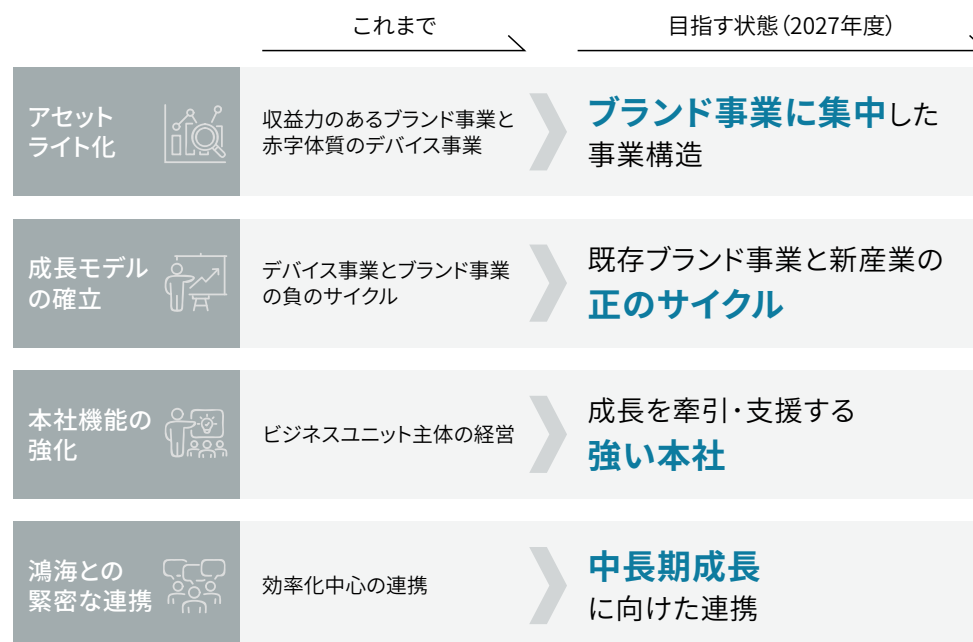 これまで
目指す状態（2027年度）
アセット
ライト化
収益力のあるブランド事業と
赤字体質のデバイス事業
ブランド事業に集中した
事業構造
成長モデル
の確立
デバイス事業とブランド事業
の負のサイクル
既存ブランド事業と新産業の
正のサイクル
本社機能の
強化
ビジネスユニット主体の経営
成長を牽引・支援する
強い本社
鴻海との
緊密な連携
効率化中心の連携
中長期成長
に向けた連携